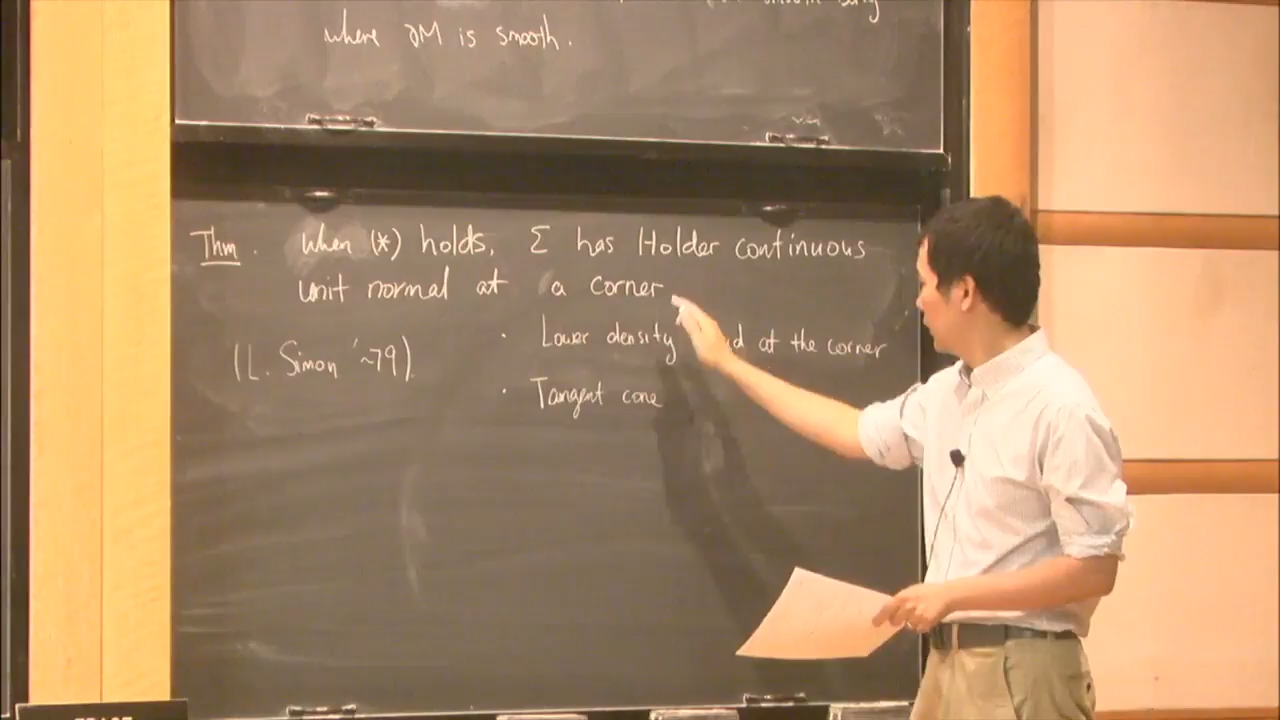 smooth
where ∂M is smooth.
Thm. When (*) holds, Σ has Holder continuous
unit normal at a corner
(L. Simon '~79).
· Lower density at the corner
· Tangent cone